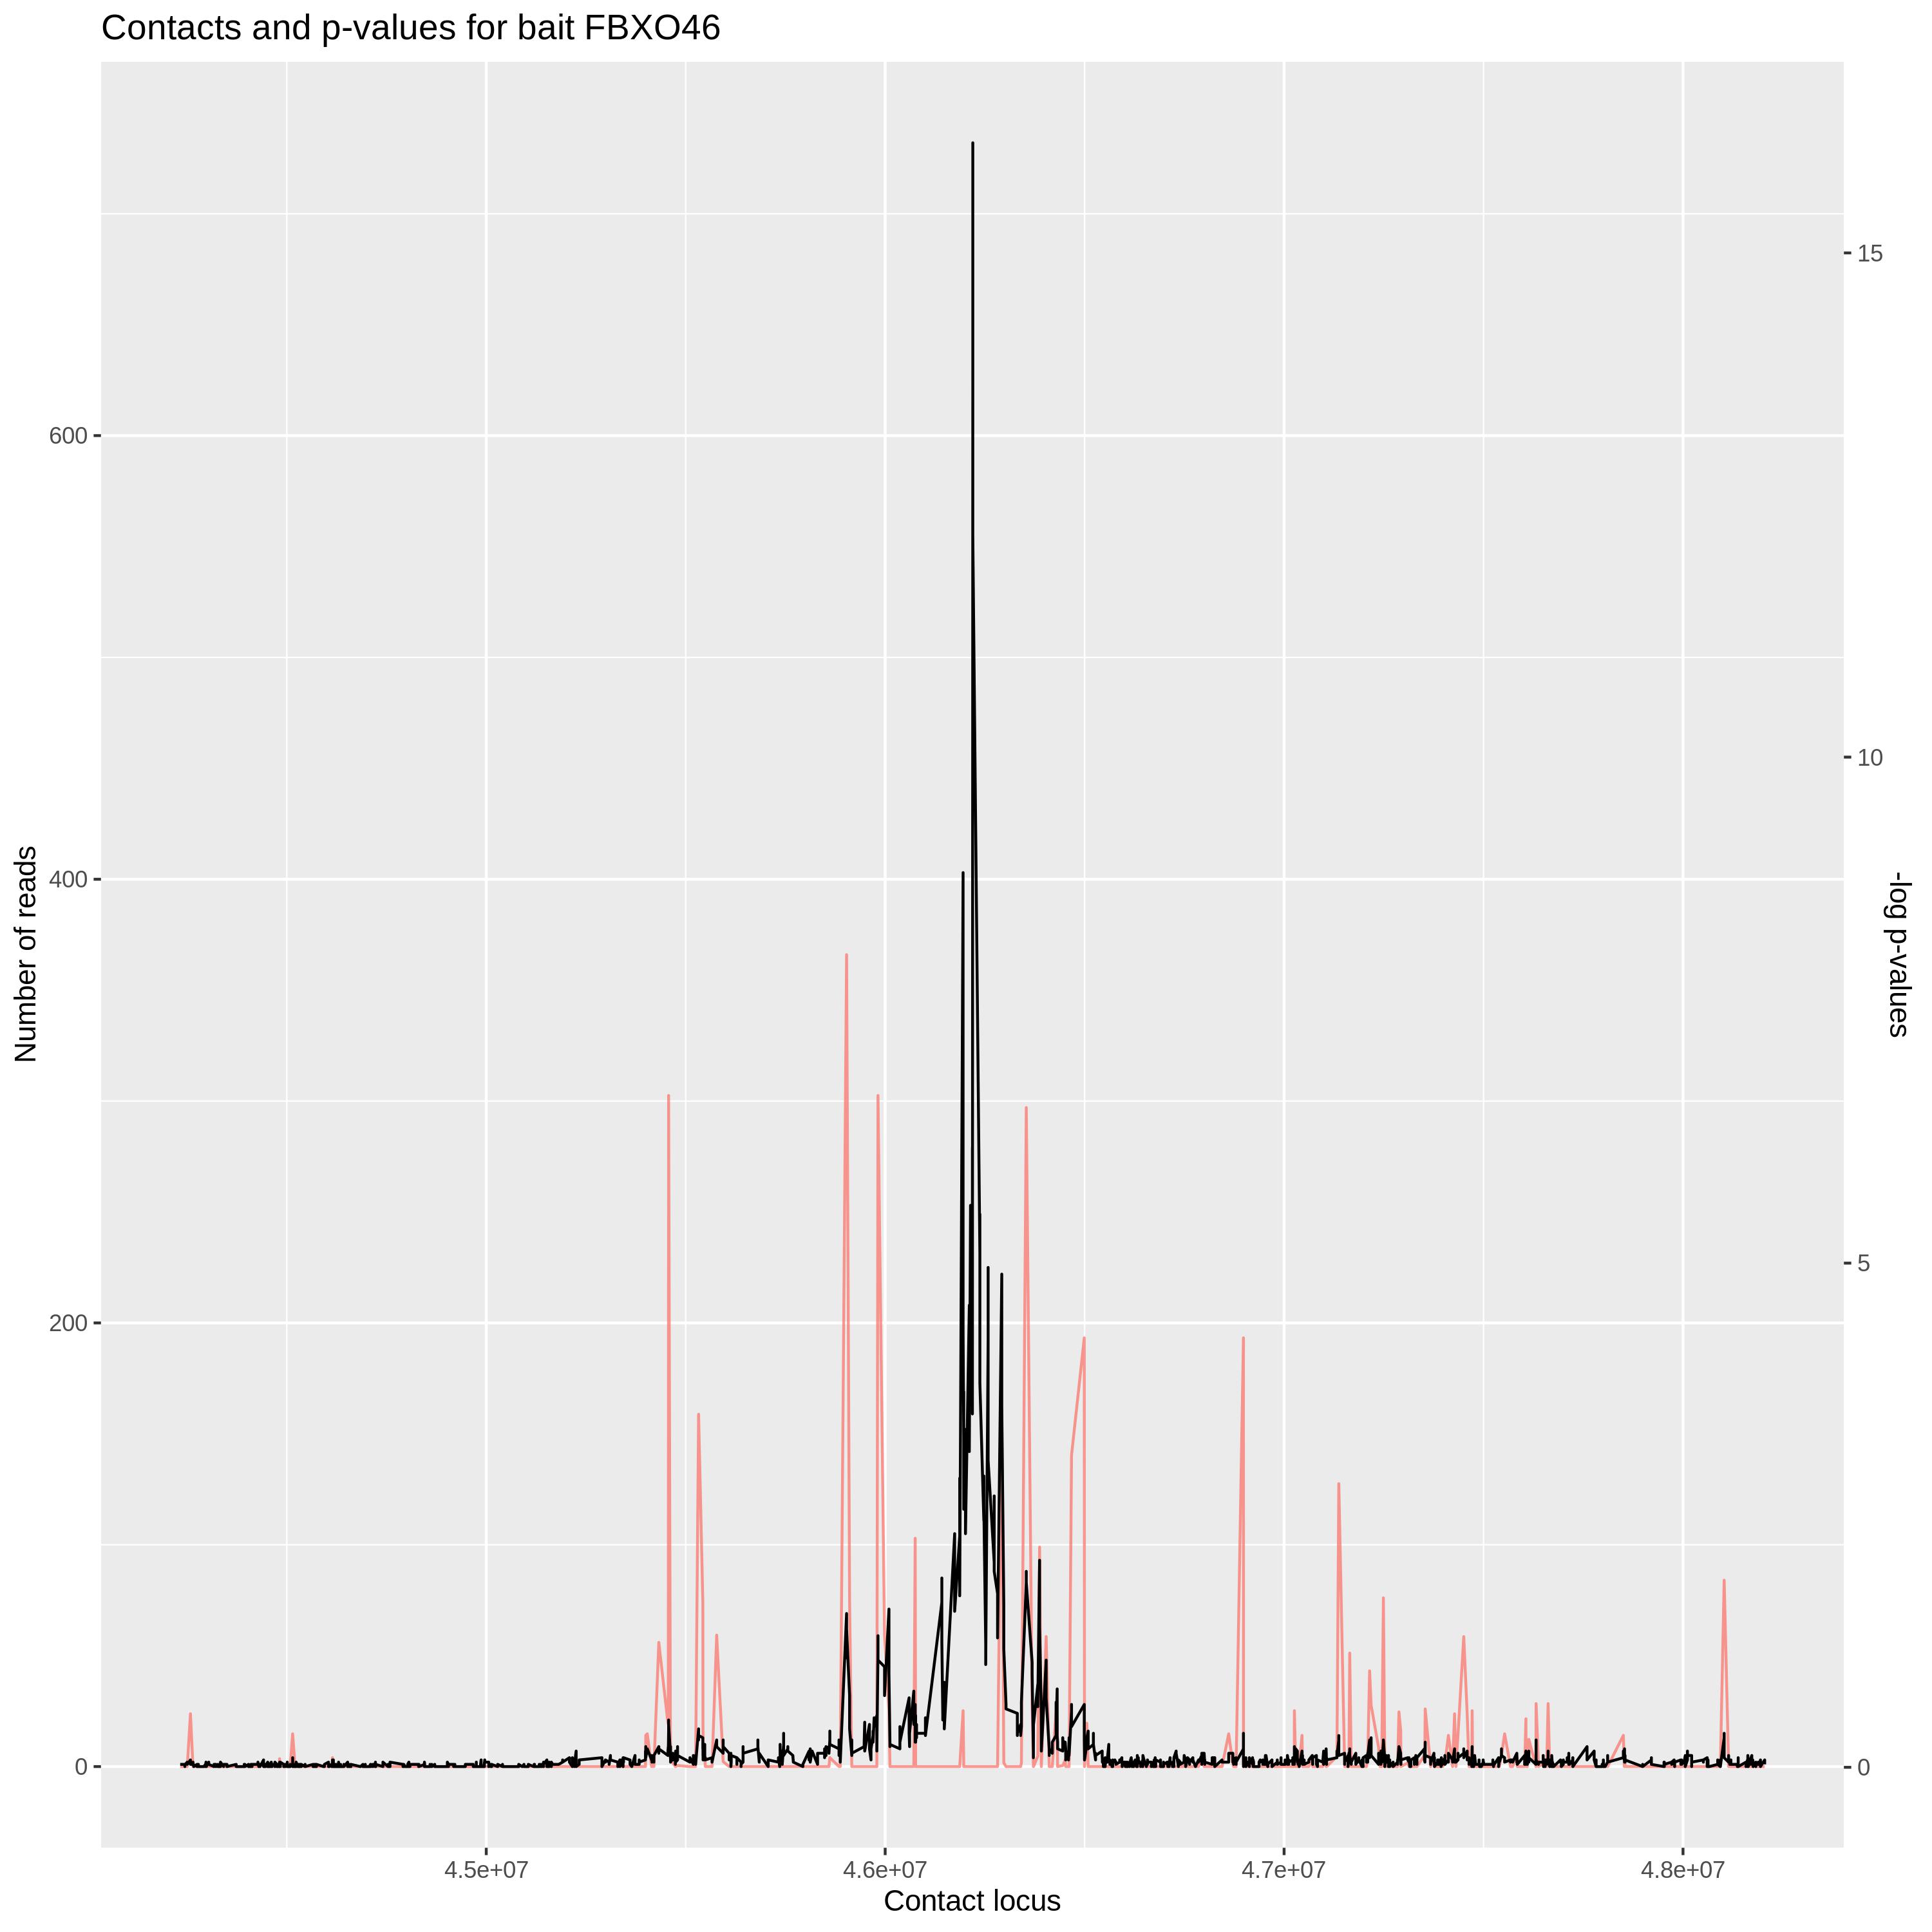 Contacts and p-values for bait FBXO46
Number of reads
600
400
200
0
15
10
5
0
-log p-values
4.5e+07
4.6e+07
4.7e+07
4.8e+07
Contact locus